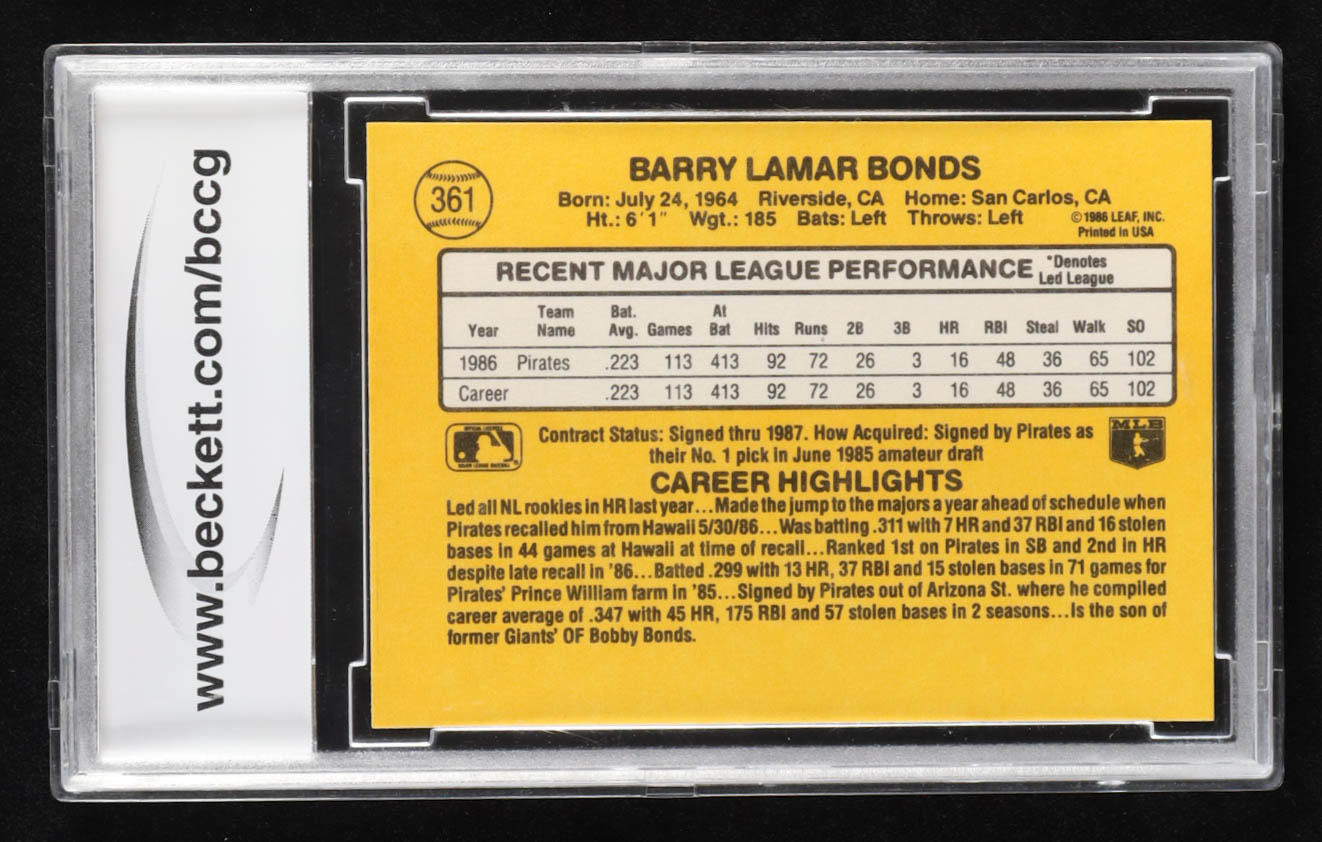 www.beckett.com/bccg
361
BARRY LAMAR BONDS
Born: July 24, 1964 Riverside, CA Home: San Carlos, CA
Ht.: 6'1" Wgt.: 185 Bats: Left Throws: Left
©1986 LEAF, INC.
Printed in USA
RECENT MAJOR LEAGUE PERFORMANCE *Denotes Led League
Year Team Name Bat. Avg. Games At Bat Hits Runs 2B 3B HR RBI Steal Walk SO
1986 Pirates .223 113 413 92 72 26 3 16 48 36 65 102
Career .223 113 413 92 72 26 3 16 48 36 65 102
MLB
Contract Status: Signed thru 1987. How Acquired: Signed by Pirates as
their No. 1 pick in June 1985 amateur draft
CAREER HIGHLIGHTS
Led all NL rookies in HR last year...Made the jump to the majors a year ahead of schedule when
Pirates recalled him from Hawaii 5/30/86...Was batting .311 with 7 HR and 37 RBI and 16 stolen
bases in 44 games at Hawaii at time of recall...Ranked 1st on Pirates in SB and 2nd in HR
despite late recall in '86...Batted .299 with 13 HR, 37 RBI and 15 stolen bases in 71 games for
Pirates' Prince William farm in '85...Signed by Pirates out of Arizona St. where he compiled
career average of .347 with 45 HR, 175 RBI and 57 stolen bases in 2 seasons...Is the son of
former Giants' OF Bobby Bonds.